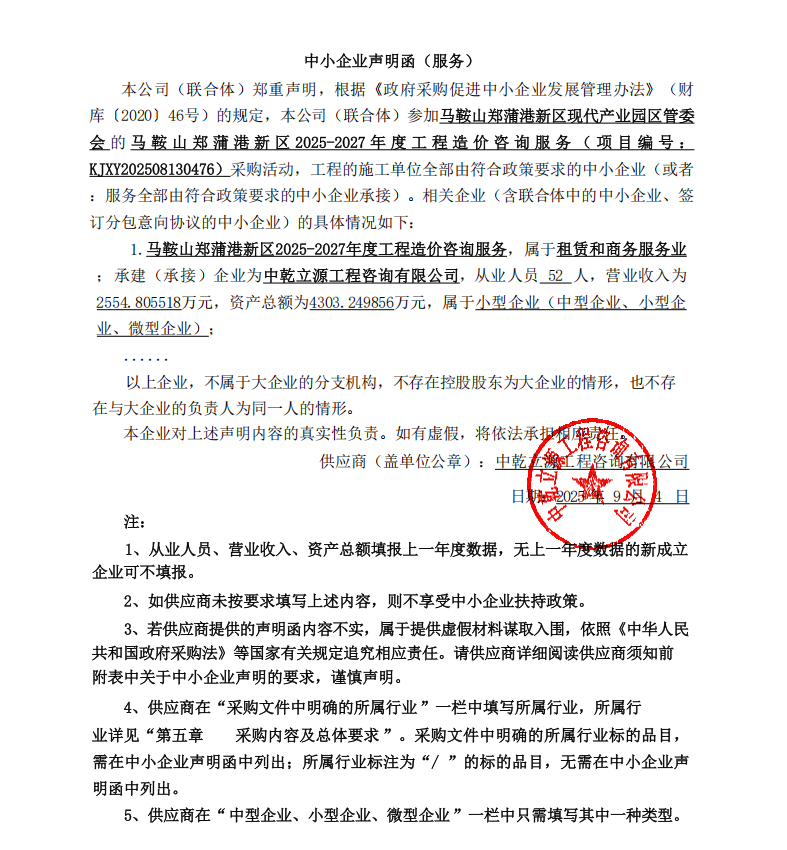 中小企业声明函（服务）
本公司（联合体）郑重声明，根据《政府采购促进中小企业发展管理办法》（财
库〔2020〕46号）的规定，本公司（联合体）参加马鞍山郑蒲港新区现代产业园区管委
会的马鞍山郑蒲港新区2025-2027年度工程造价咨询服务（项目编号：
KJXY202508130476）采购活动，工程的施工单位全部由符合政策要求的中小企业（或者
：服务全部由符合政策要求的中小企业承接）。相关企业（含联合体中的中小企业、签
订分包意向协议的中小企业）的具体情况如下：
1.马鞍山郑蒲港新区2025-2027年度工程造价咨询服务，属于租赁和商务服务业
；承建（承接）企业为中乾立源工程咨询有限公司，从业人员 52 人，营业收入为
2554.805518万元，资产总额为4303.249856万元，属于小型企业（中型企业、小型企
业、微型企业）；
......
以上企业，不属于大企业的分支机构，不存在控股股东为大企业的情形，也不存
在与大企业的负责人为同一人的情形。
本企业对上述声明内容的真实性负责。如有虚假，将依法承担相应责任。
供应商（盖单位公章）：中乾立源工程咨询有限公司
日期：2025 年 9 月 4 日
中乾立源工程咨询有限公司
注：
1、从业人员、营业收入、资产总额填报上一年度数据，无上一年度数据的新成立
企业可不填报。
2、如供应商未按要求填写上述内容，则不享受中小企业扶持政策。
3、若供应商提供的声明函内容不实，属于提供虚假材料谋取入围，依照《中华人民
共和国政府采购法》等国家有关规定追究相应责任。请供应商详细阅读供应商须知前
附表中关于中小企业声明的要求，谨慎声明。
4、供应商在“采购文件中明确的所属行业”一栏中填写所属行业，所属行
业详见“第五章 采购内容及总体要求”。采购文件中明确的所属行业标的品目，
需在中小企业声明函中列出；所属行业标注为“/ ”的标的品目，无需在中小企业声
明函中列出。
5、供应商在“中型企业、小型企业、微型企业”一栏中只需填写其中一种类型。